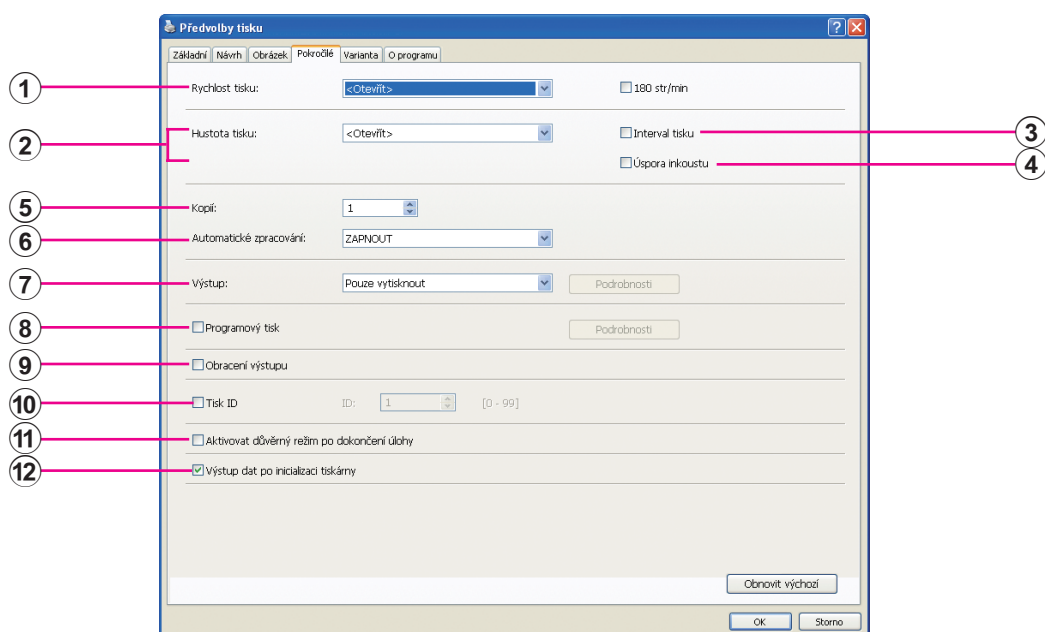 Předvolby tisku
Základní Návrh Obrázek Pokročilé Varianta O programu
1 Rychlost tisku: <Otevřít> 180 str/min
2 Hustota tisku: <Otevřít> Interval tisku 3
Úspora inkoustu 4
5 Kopií: 1
6 Automatické zpracování: ZAPNOUT
7 Výstup: Pouze vytisknout Podrobnosti
8 Programový tisk Podrobnosti
9 Obracení výstupu
10 Tisk ID ID: 1 [0 - 99]
11 Aktivovat důvěrný režim po dokončení úlohy
12 Výstup dat po inicializaci tiskárny
Obnovit výchozí
OK Storno